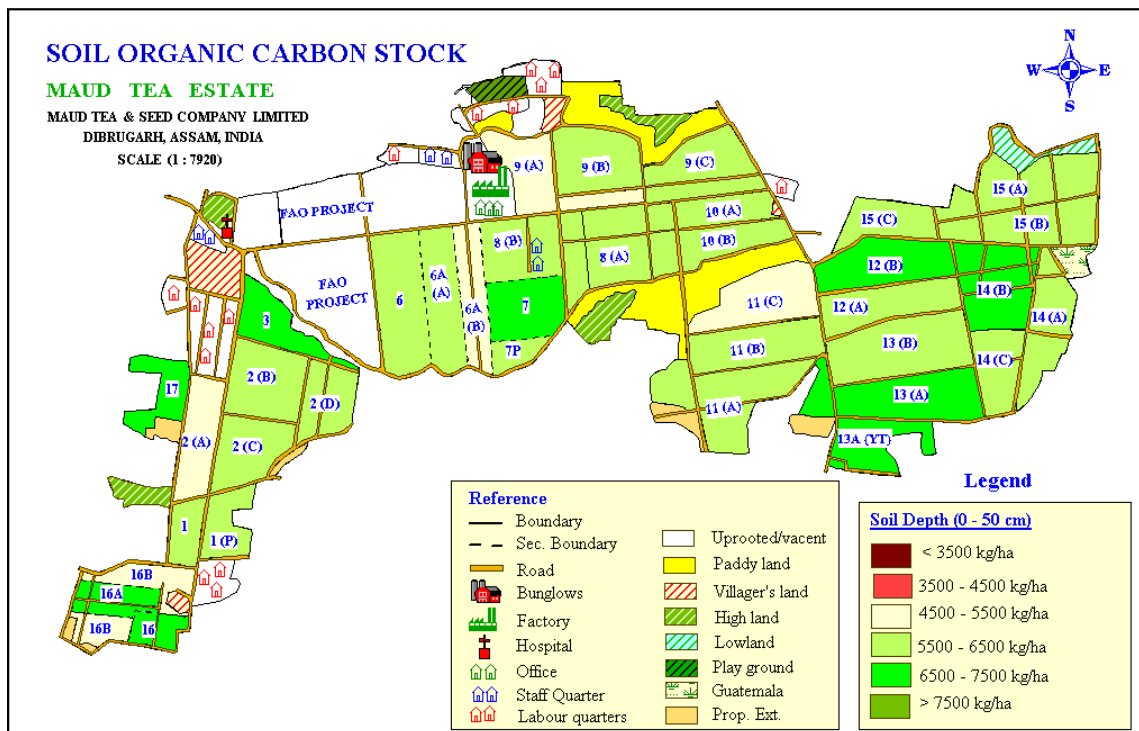 SOIL ORGANIC CARBON STOCK
MAUD TEA ESTATE
MAUD TEA & SEED COMPANY LIMITED
DIBRUGARH, ASSAM, INDIA
SCALE (1 : 7920)
N
W E
S
9 (A)
9 (B)
9 (C)
15 (A)
FAO PROJECT
10 (A)
15 (C)
15 (B)
8 (B)
10 (B)
8 (A)
12 (B)
6A
(A)
FAO
PROJECT
6
6A
(B)
7
11 (C)
12 (A)
14 (B)
14 (A)
3
7P
11 (B)
13 (B)
14 (C)
17
2 (B)
2 (D)
13 (A)
2 (A)
2 (C)
11 (A)
13A (YT)
1
1 (P)
16B
16A
16B
16
Reference
Boundary
Sec. Boundary
Road
Bunglows
Factory
Hospital
Office
Staff Quarter
Labour quarters
Uprooted/vacent
Paddy land
Villager's land
High land
Lowland
Play ground
Guatemala
Prop. Ext.
Legend
Soil Depth (0 - 50 cm)
< 3500 kg/ha
3500 - 4500 kg/ha
4500 - 5500 kg/ha
5500 - 6500 kg/ha
6500 - 7500 kg/ha
> 7500 kg/ha